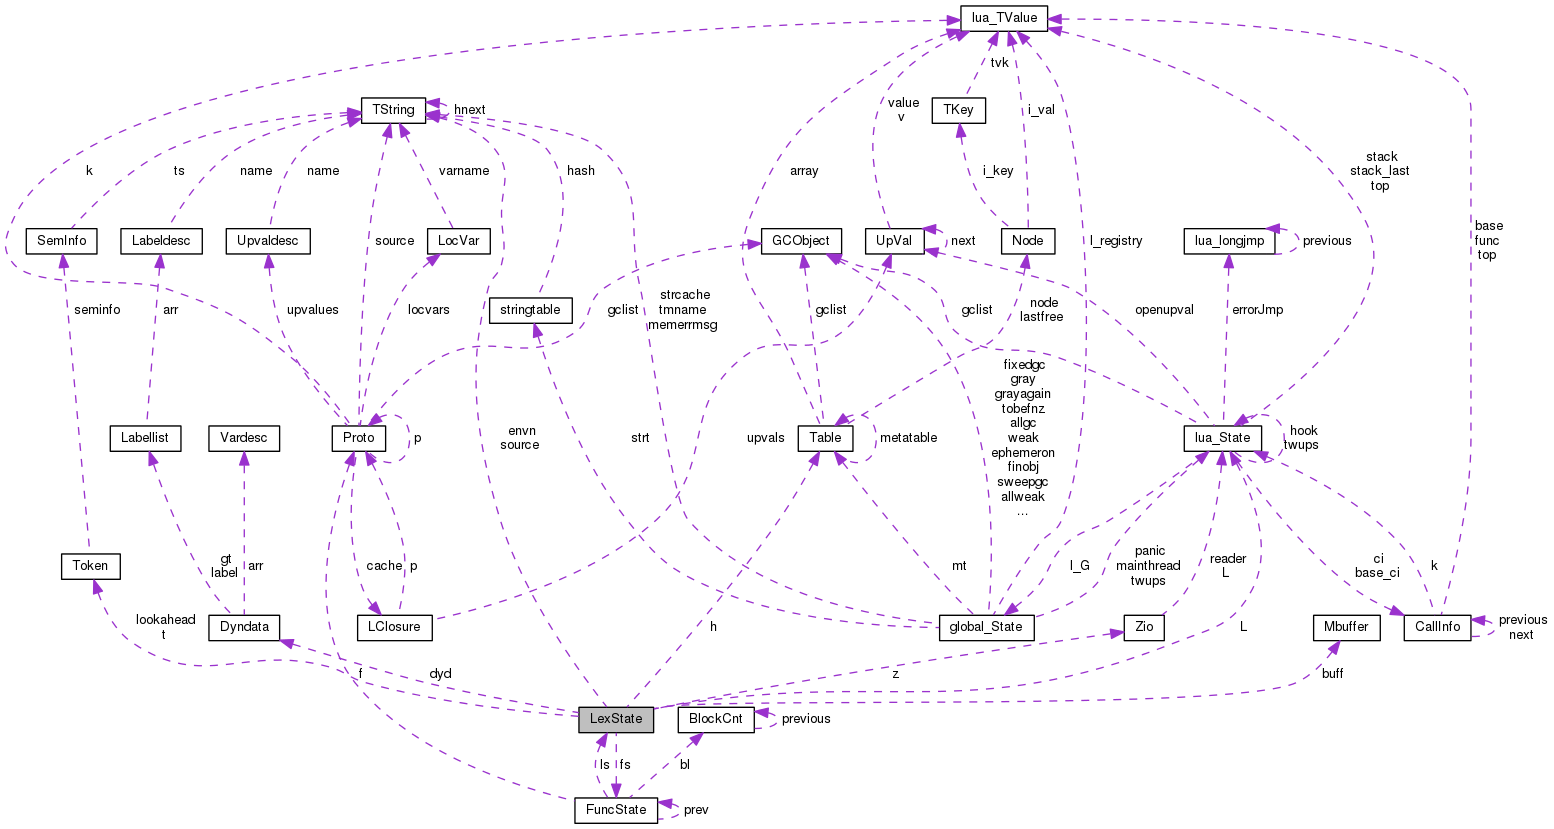 lua_TValue
tvk
TString
hnext
value
v
TKey
i_val
k
ts
name
name
varname
hash
array
i_key
stack
stack_last
top
SemInfo
Labeldesc
Upvaldesc
source
LocVar
GCObject
UpVal
next
Node
l_registry
lua_longjmp
previous
base
func
top
seminfo
arr
upvalues
locvars
stringtable
gclist
strcache
tmname
memerrmsg
gclist
gclist
node
lastfree
openupval
errorJmp
fixedgc
gray
grayagain
tobefnz
allgc
weak
ephemeron
finobj
sweepgc
allweak
...
Labellist
Vardesc
Proto
p
envn
source
strt
upvals
Table
metatable
lua_State
hook
twups
Token
gt
label
arr
cache
p
mt
l_G
panic
mainthread
twups
reader
L
ci
base_ci
k
lookahead
t
Dyndata
LClosure
h
global_State
Zio
L
Mbuffer
CallInfo
previous
next
f
dyd
z
buff
LexState
BlockCnt
previous
ls
fs
bl
FuncState
prev